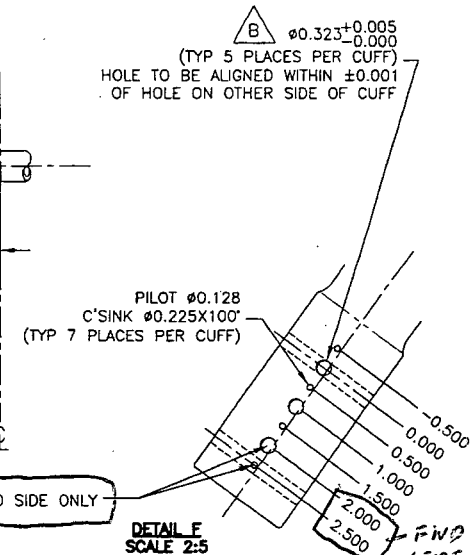 B
ø0.323+0.005
-0.000
(TYP 5 PLACES PER CUFF)
HOLE TO BE ALIGNED WITHIN ±0.001
OF HOLE ON OTHER SIDE OF CUFF
PILOT ø0.128
C'SINK ø0.225X100°
(TYP 7 PLACES PER CUFF)
-0.500
0.000
0.500
1.000
1.500
2.000
2.500
SIDE ONLY
FWD
DETAIL F
SCALE 2:5